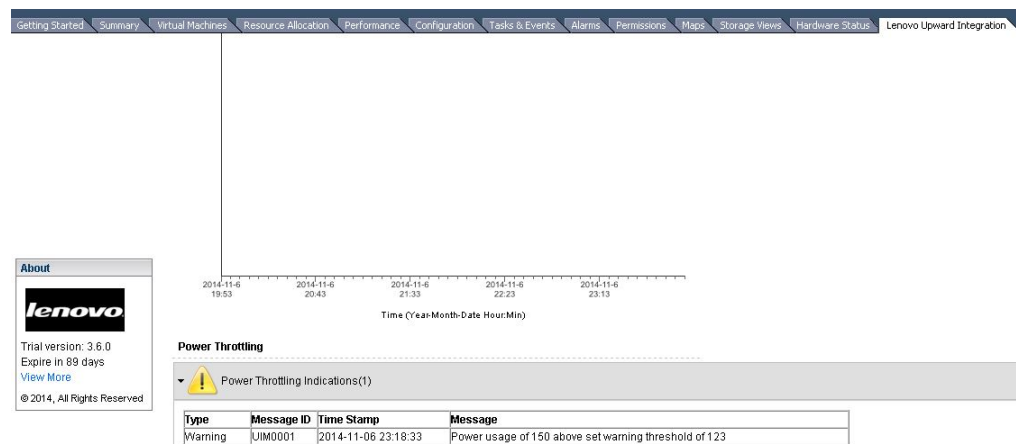 Getting Started Summary Virtual Machines Resource Allocation Performance Configuration Tasks & Events Alarms Permissions Maps Storage Views Hardware Status Lenovo Upward Integration
2014-11-6 2014-11-6 2014-11-6 2014-11-6 2014-11-6
19:53 20:43 21:33 22:23 23:13
Time (Year-Month-Date Hour:Min)
About
lenovo
Trial version: 3.6.0
Expire in 89 days
View More
© 2014, All Rights Reserved
Power Throttling
Power Throttling Indications(1)
Type Message ID Time Stamp Message
Warning UIM0001 2014-11-06 23:18:33 Power usage of 150 above set warning threshold of 123